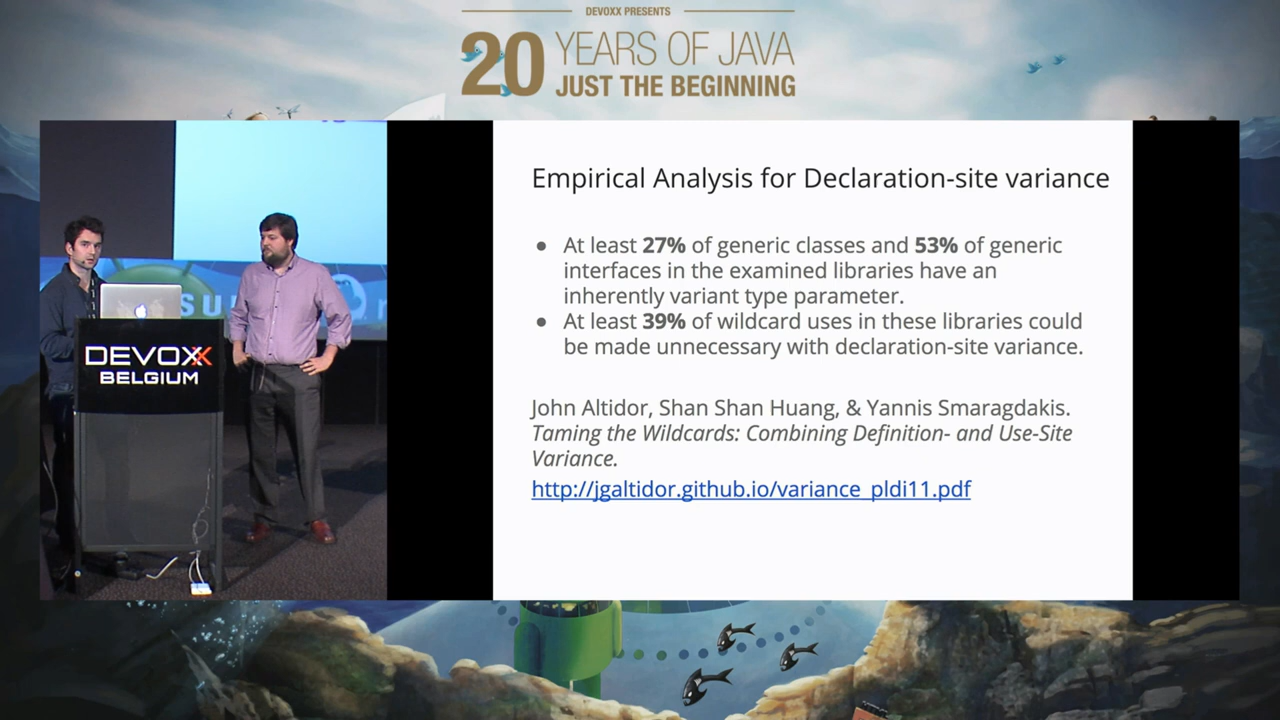 DEVOXX PRESENTS
20 YEARS OF JAVA
JUST THE BEGINNING
DEVOXX
BELGIUM
SU
Empirical Analysis for Declaration-site variance
● At least 27% of generic classes and 53% of generic
interfaces in the examined libraries have an
inherently variant type parameter.
● At least 39% of wildcard uses in these libraries could
be made unnecessary with declaration-site variance.
John Altidor, Shan Shan Huang, & Yannis Smaragdakis.
Taming the Wildcards: Combining Definition- and Use-Site
Variance.
http://jgaltidor.github.io/variance_pldi11.pdf